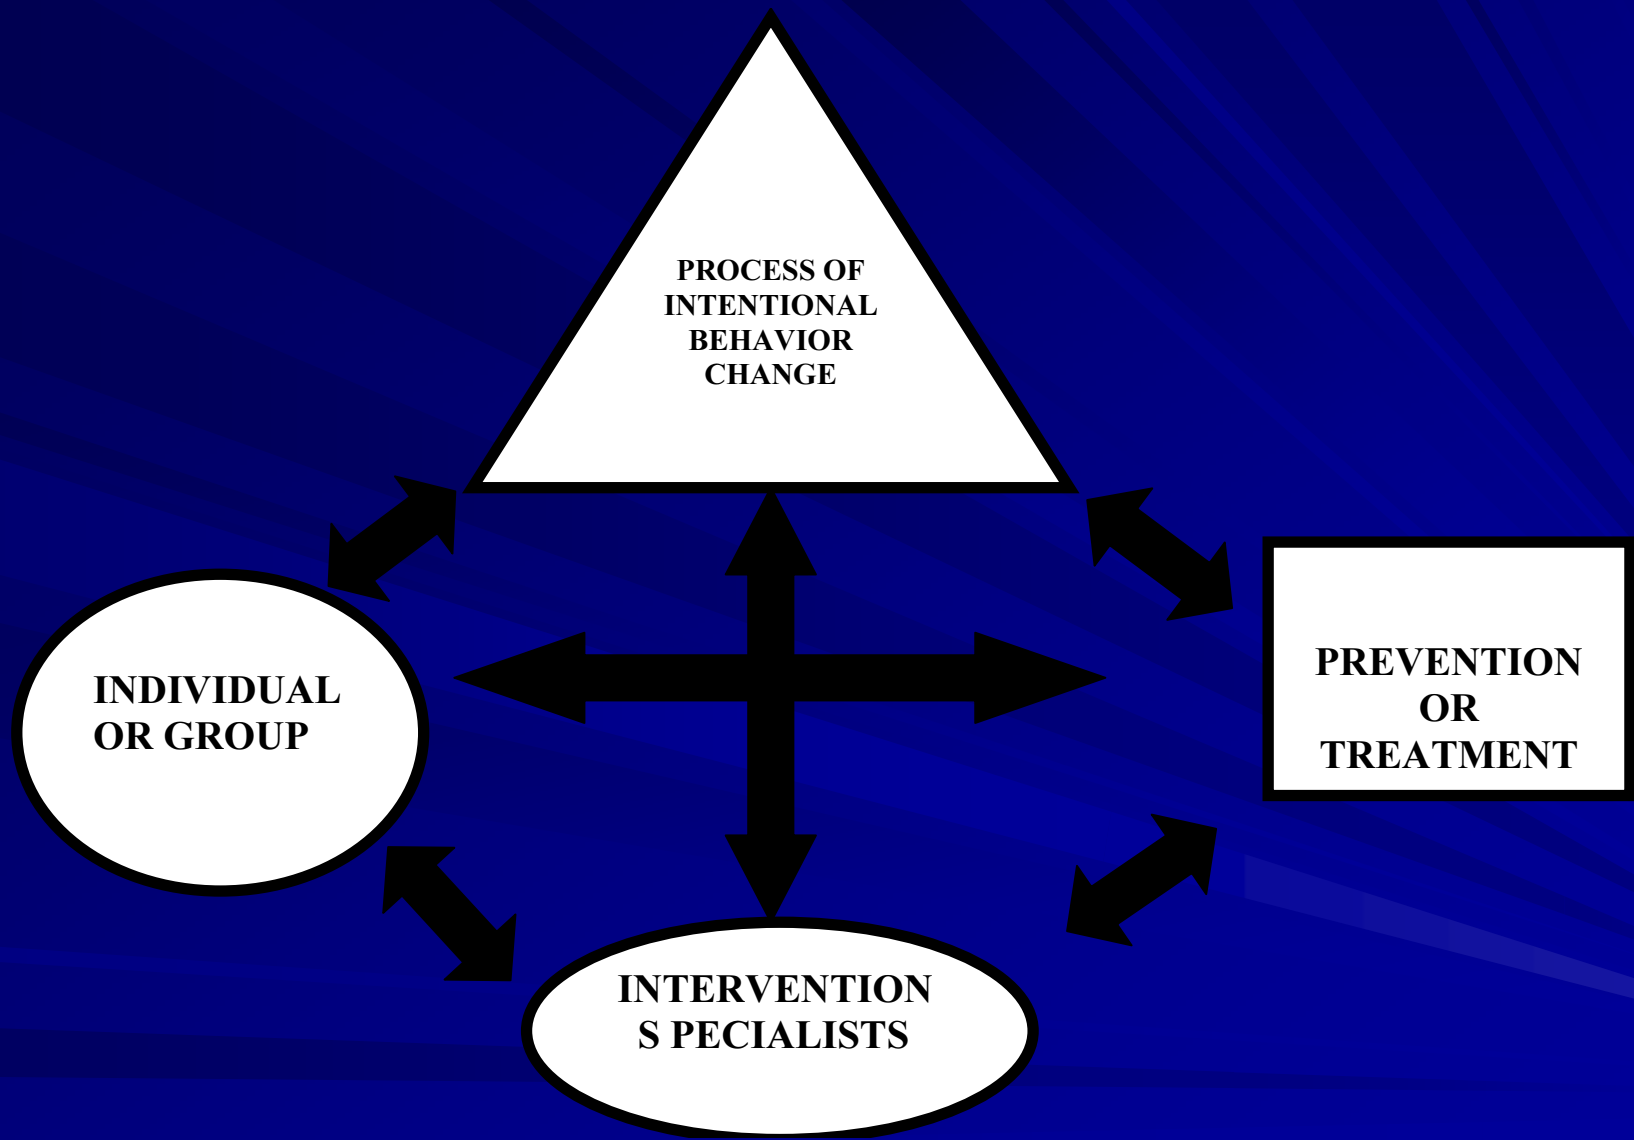 PROCESS OF
INTENTIONAL
BEHAVIOR
CHANGE
INDIVIDUAL
OR GROUP
PREVENTION
OR
TREATMENT
INTERVENTION
S PECIALISTS